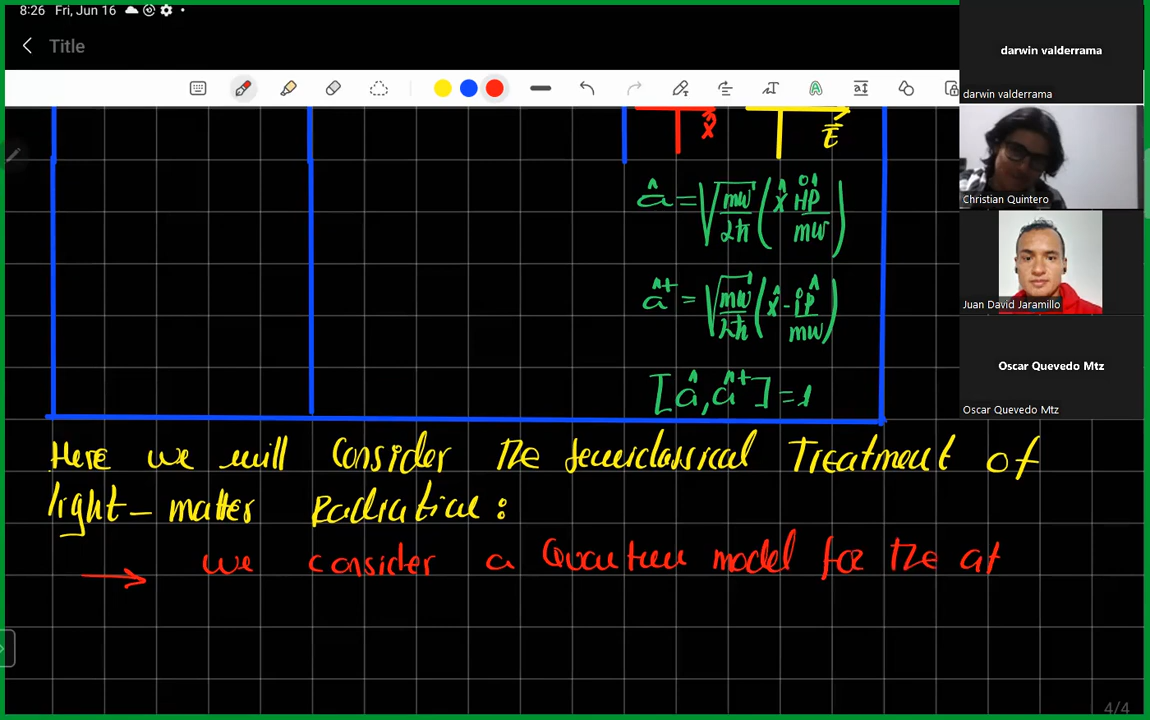 8:26 Fri, Jun 16
Title
darwin valderrama
darwin valderrama
Christian Quintero
Juan David Jaramillo
Oscar Quevedo Mtz
Oscar Quevedo Mtz
x̂
E⃗
â = √(mω/2ħ) (x̂ + ip̂/mω)
â† = √(mω/2ħ) (x̂ - ip̂/mω)
[â, â†] = 1
Here we will consider the semiclassical Treatment of
light-matter Radiation:
→ we consider a Quantum model for the at
4/4